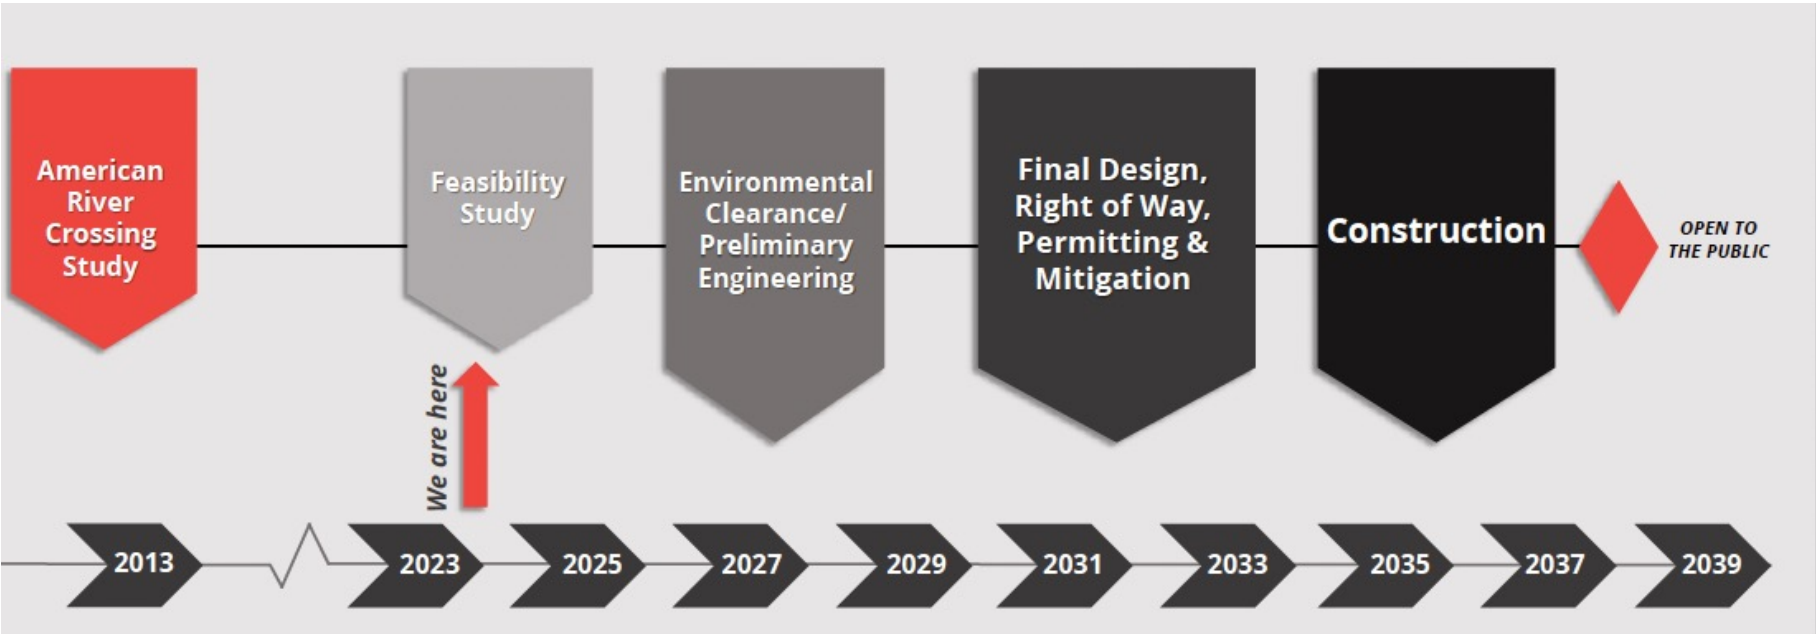 American
River
Crossing
Study
Feasibility
Study
Environmental
Clearance/
Preliminary
Engineering
Final Design,
Right of Way,
Permitting &
Mitigation
Construction
OPEN TO
THE PUBLIC
We are here
2013
2023
2025
2027
2029
2031
2033
2035
2037
2039